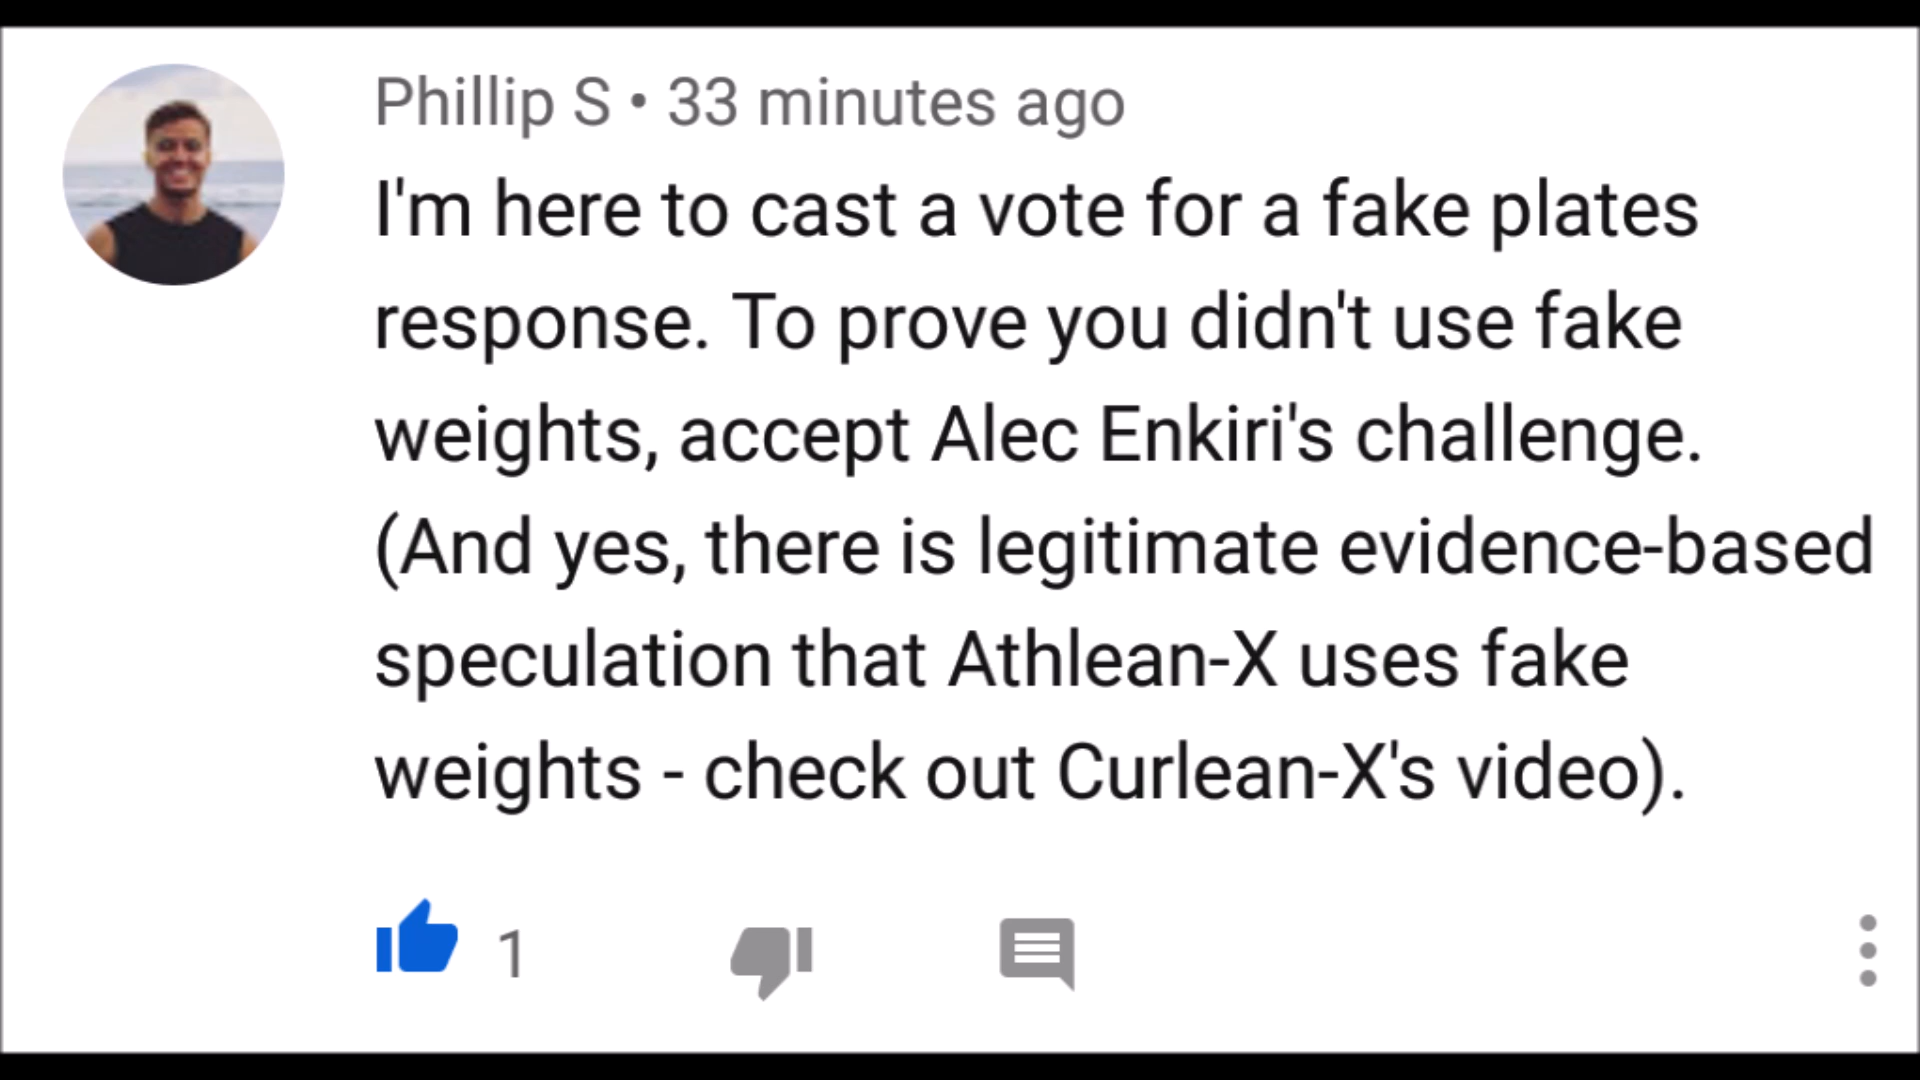 Phillip S • 33 minutes ago
I'm here to cast a vote for a fake plates
response. To prove you didn't use fake
weights, accept Alec Enkiri's challenge.
(And yes, there is legitimate evidence-based
speculation that Athlean-X uses fake
weights - check out Curlean-X's video).
1